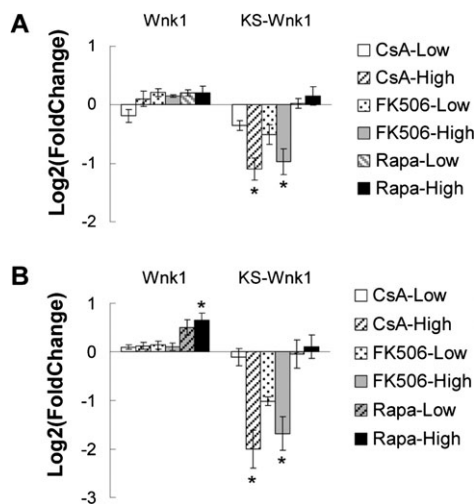 A
Wnk1 KS-Wnk1
Log2(FoldChange)
1
0
-1
-2
* *
CsA-Low
CsA-High
FK506-Low
FK506-High
Rapa-Low
Rapa-High
B
Wnk1 KS-Wnk1
Log2(FoldChange)
1
0
-1
-2
-3
*
* *
CsA-Low
CsA-High
FK506-Low
FK506-High
Rapa-Low
Rapa-High